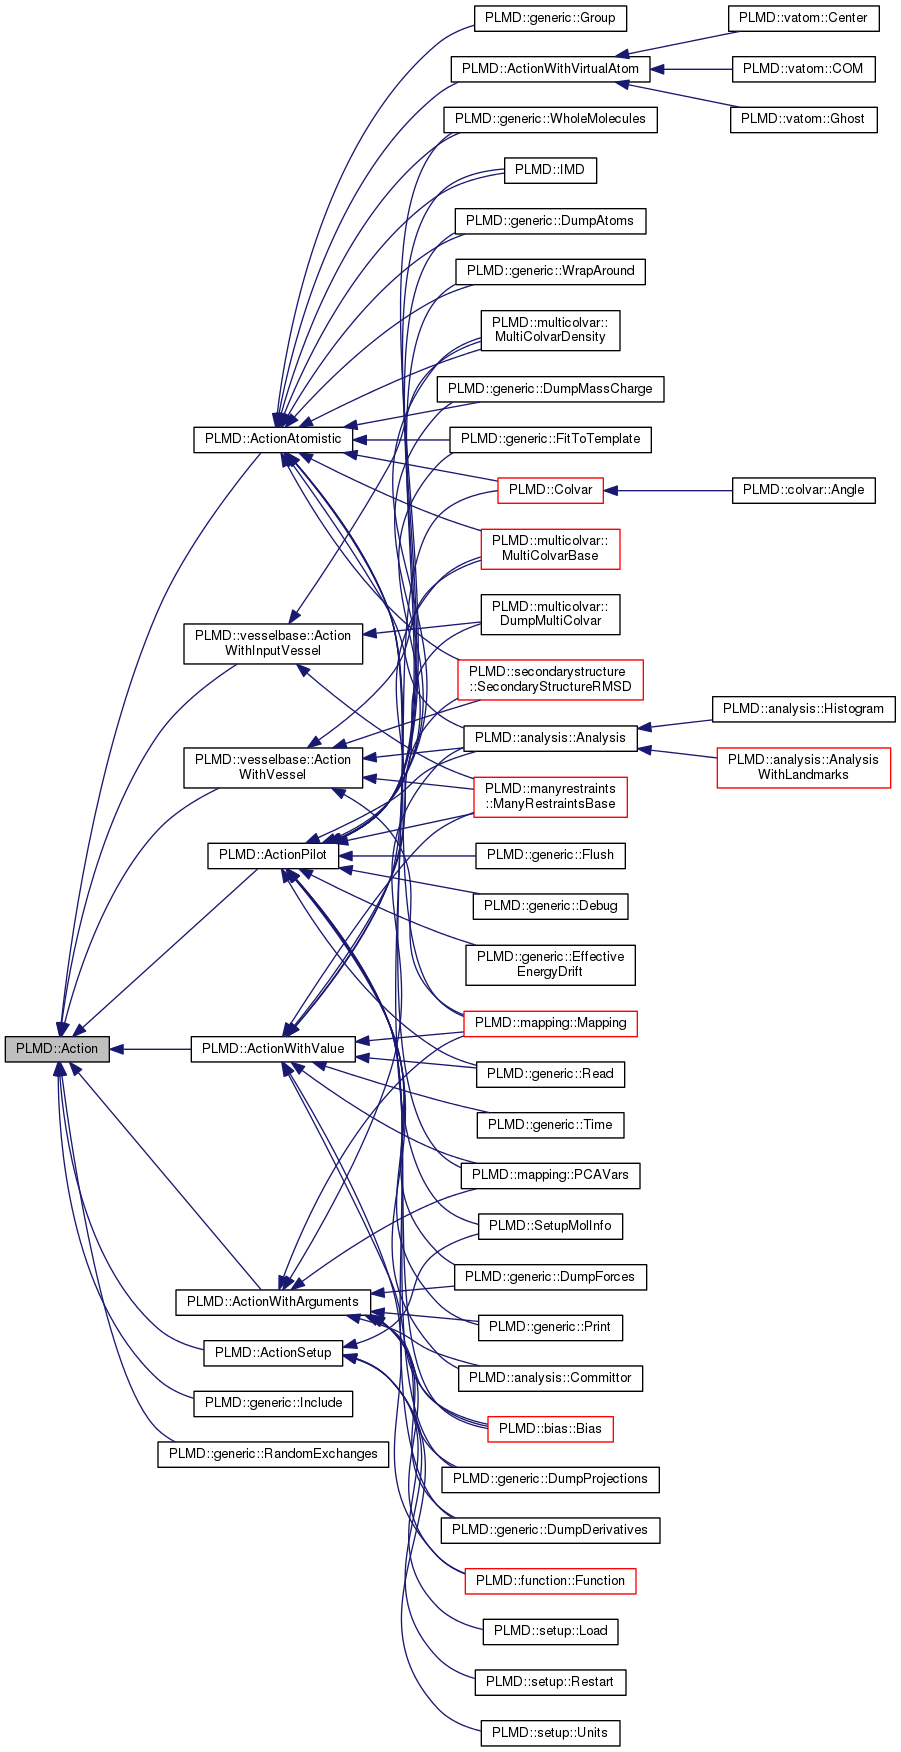 PLMD::generic::Group
PLMD::vatom::Center
PLMD::ActionWithVirtualAtom
PLMD::vatom::COM
PLMD::generic::WholeMolecules
PLMD::vatom::Ghost
PLMD::IMD
PLMD::generic::DumpAtoms
PLMD::generic::WrapAround
PLMD::multicolvar::
MultiColvarDensity
PLMD::generic::DumpMassCharge
PLMD::ActionAtomistic
PLMD::generic::FitToTemplate
PLMD::Colvar
PLMD::colvar::Angle
PLMD::multicolvar::
MultiColvarBase
PLMD::multicolvar::
DumpMultiColvar
PLMD::vesselbase::Action
WithInputVessel
PLMD::secondarystructure
::SecondaryStructureRMSD
PLMD::analysis::Histogram
PLMD::analysis::Analysis
PLMD::vesselbase::Action
WithVessel
PLMD::analysis::Analysis
WithLandmarks
PLMD::manyrestraints
::ManyRestraintsBase
PLMD::ActionPilot
PLMD::generic::Flush
PLMD::generic::Debug
PLMD::generic::Effective
EnergyDrift
PLMD::mapping::Mapping
PLMD::Action
PLMD::ActionWithValue
PLMD::generic::Read
PLMD::generic::Time
PLMD::mapping::PCAVars
PLMD::SetupMolInfo
PLMD::generic::DumpForces
PLMD::ActionWithArguments
PLMD::generic::Print
PLMD::ActionSetup
PLMD::analysis::Committor
PLMD::generic::Include
PLMD::bias::Bias
PLMD::generic::RandomExchanges
PLMD::generic::DumpProjections
PLMD::generic::DumpDerivatives
PLMD::function::Function
PLMD::setup::Load
PLMD::setup::Restart
PLMD::setup::Units